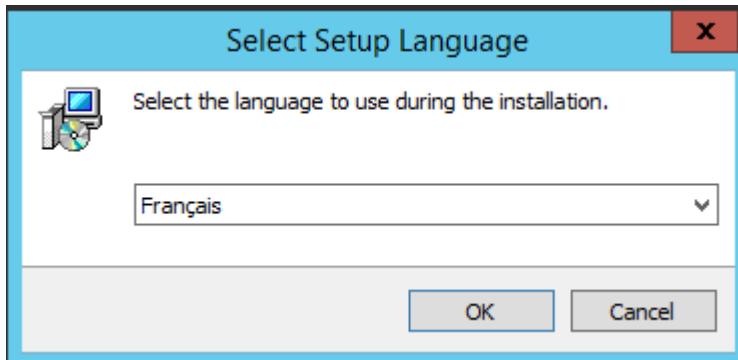 Select Setup Language
x
Select the language to use during the installation.
Français
OK
Cancel